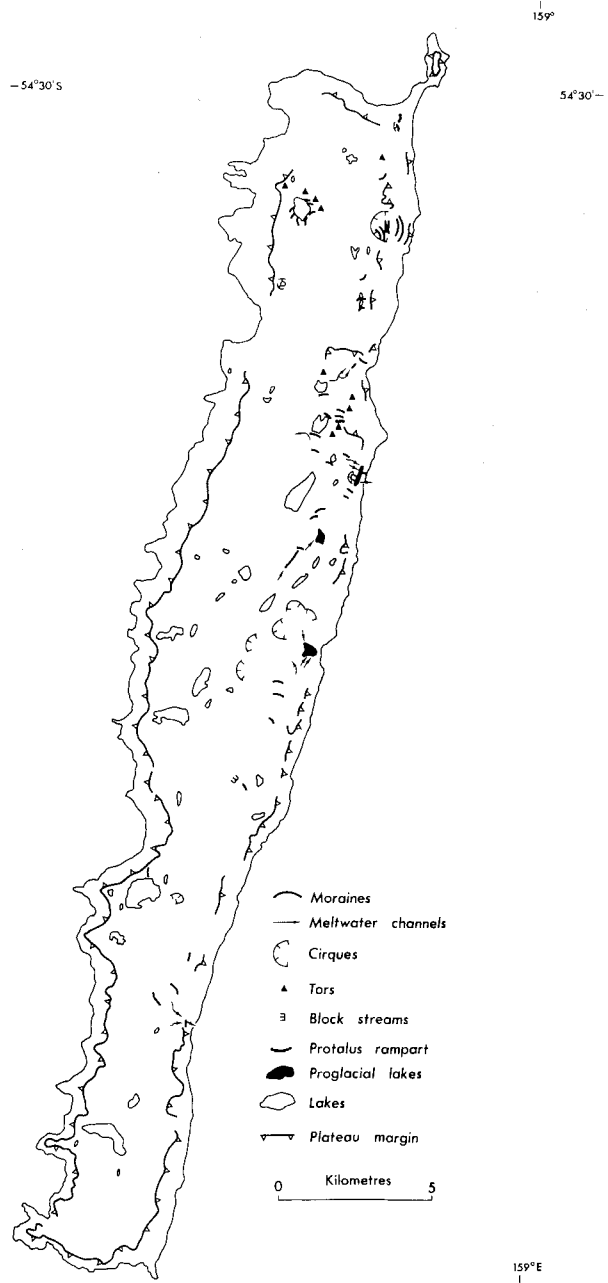 159°
–54°30'S
54°30'–
Moraines
Meltwater channels
Cirques
Tors
Block streams
Protalus rampart
Proglacial lakes
Lakes
Plateau margin
Kilometres
0 5
159°E